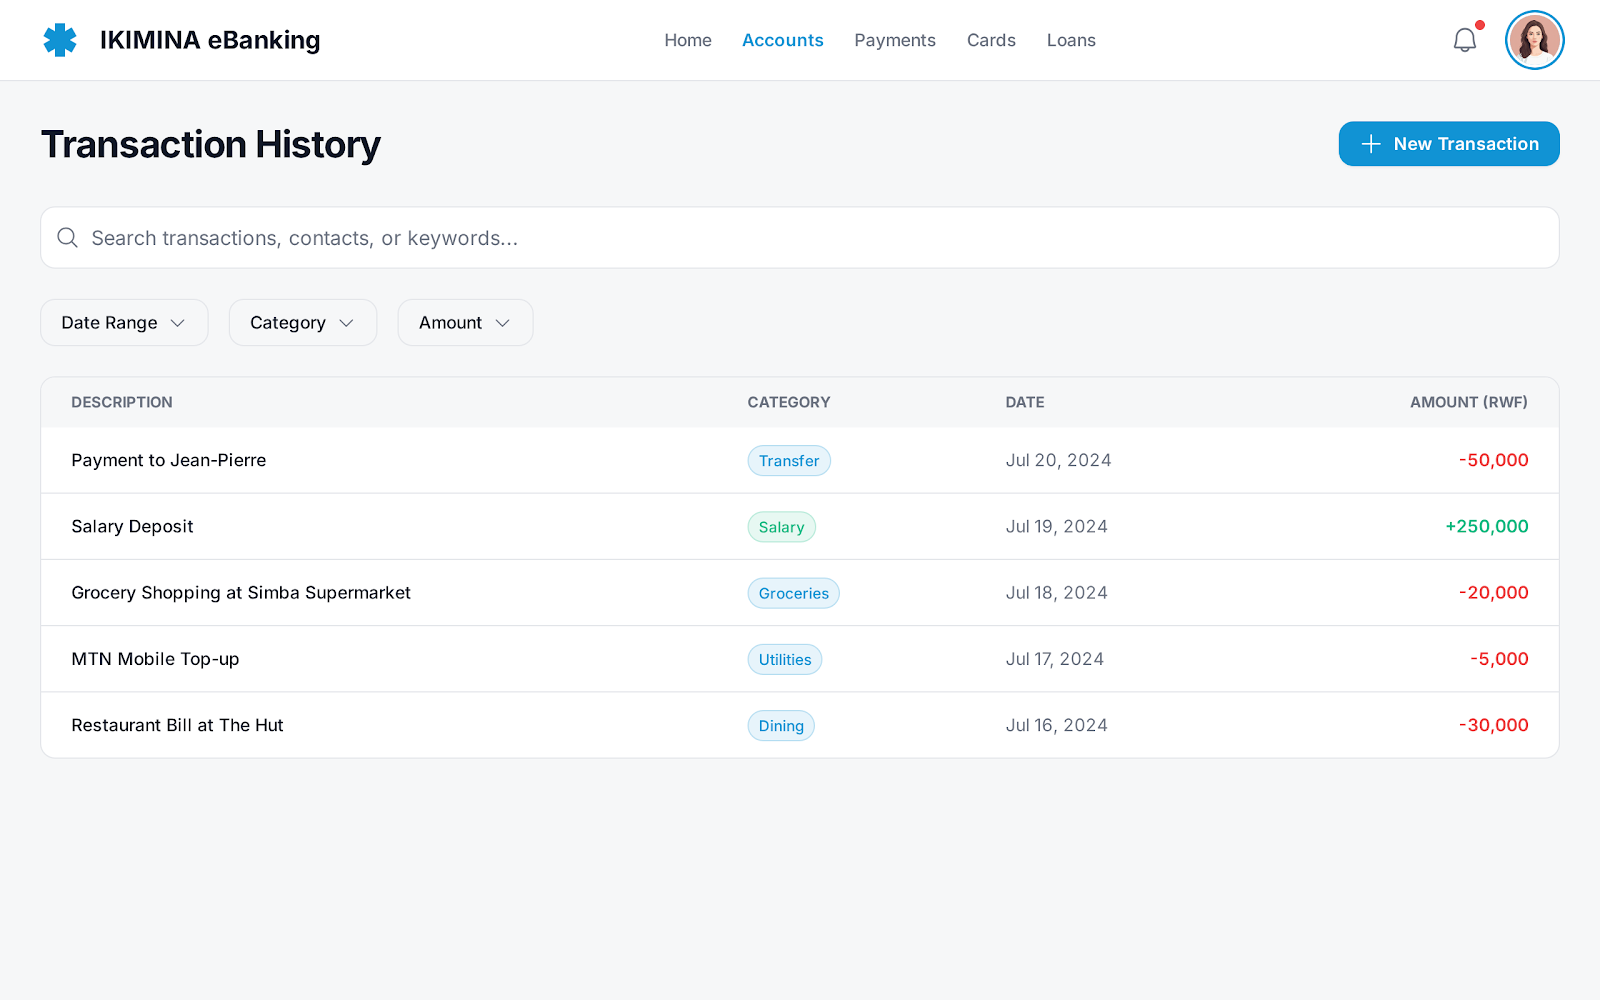 IKIMINA eBanking
Home Accounts Payments Cards Loans
Transaction History
New Transaction
Search transactions, contacts, or keywords...
Date Range Category Amount
DESCRIPTION CATEGORY DATE AMOUNT (RWF)
Payment to Jean-Pierre Transfer Jul 20, 2024 -50,000
Salary Deposit Salary Jul 19, 2024 +250,000
Grocery Shopping at Simba Supermarket Groceries Jul 18, 2024 -20,000
MTN Mobile Top-up Utilities Jul 17, 2024 -5,000
Restaurant Bill at The Hut Dining Jul 16, 2024 -30,000